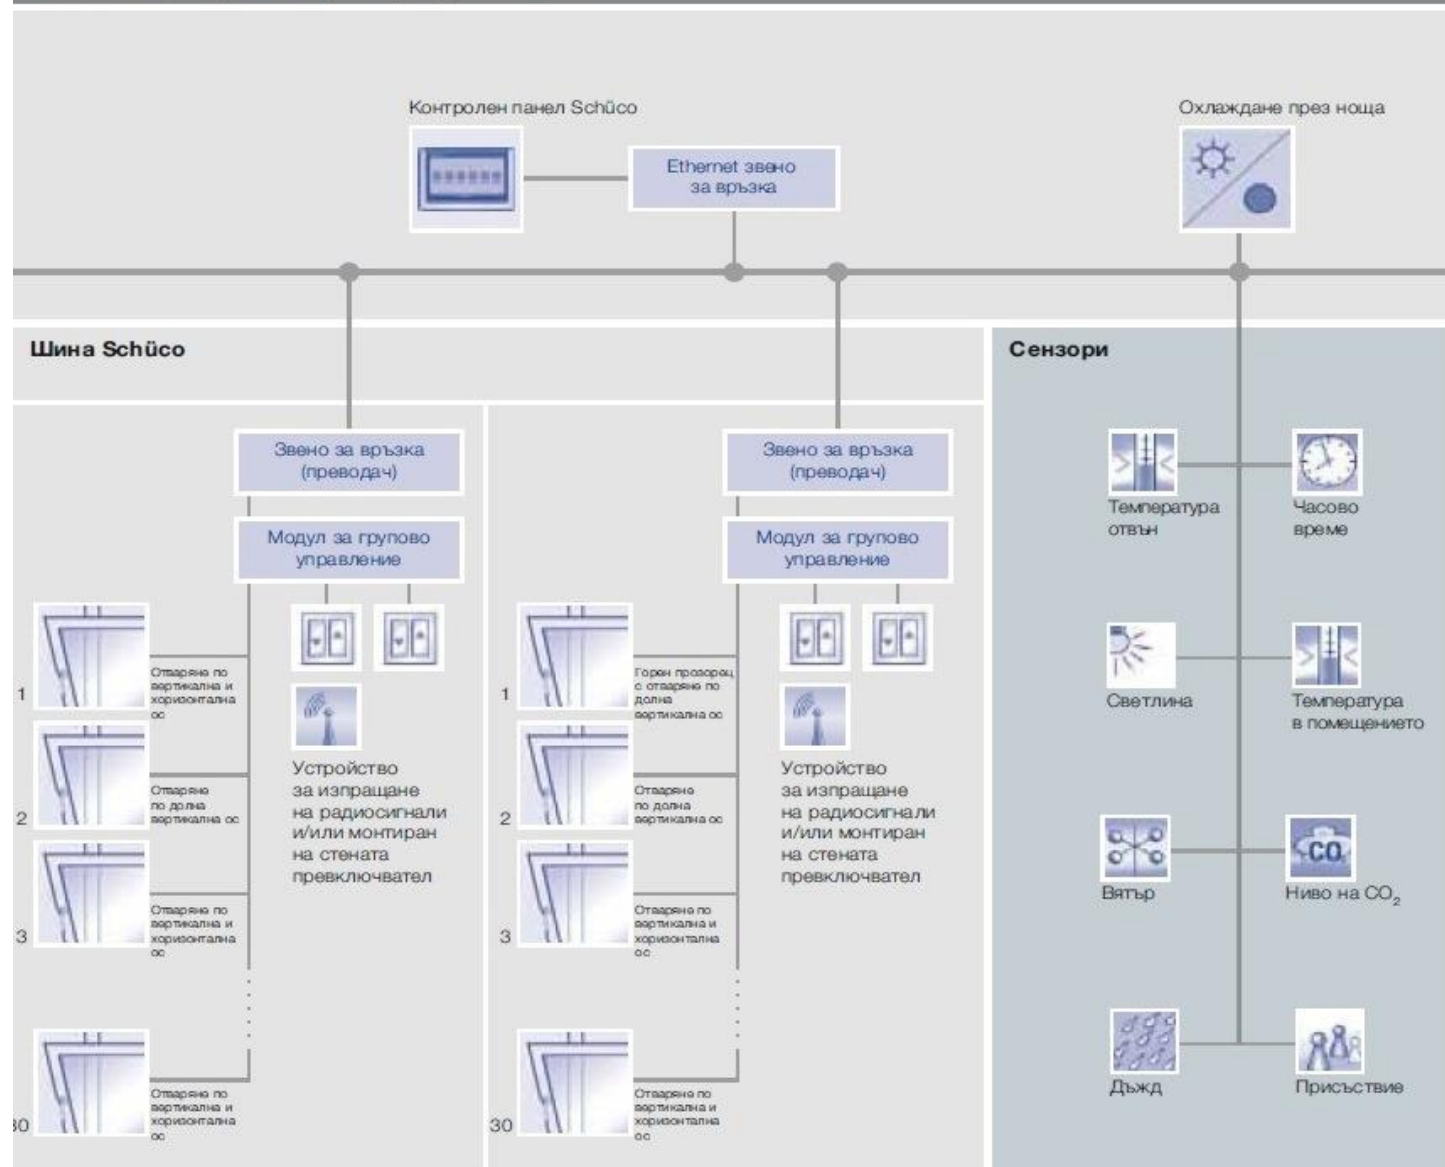 Контролен панел Schüco
Охлаждане през ноща
Ethernet звено
за връзка
Шина Schüco
Сензори
Звено за връзка
(преводач)
Модул за групово
управление
1
Отваряне по
вертикална и
хоризонтална
ос
2
Отваряне
по долна
вертикална ос
3
Отваряне по
вертикална и
хоризонтална
ос
30
Отваряне по
вертикална и
хоризонтална
ос
Устройство
за изпращане
на радиосигнали
и/или монтиран
на стената
превключвател
Звено за връзка
(преводач)
Модул за групово
управление
1
Горен прозорец
с отваряне по
долна
вертикална ос
2
Отваряне
по долна
вертикална ос
3
Отваряне по
вертикална и
хоризонтална
ос
30
Отваряне по
вертикална и
хоризонтална
ос
Устройство
за изпращане
на радиосигнали
и/или монтиран
на стената
превключвател
Температура
отвън
Часово
време
Светлина
Температура
в помещението
Вятър
CO₂
Ниво на CO₂
Дъжд
Присъствие